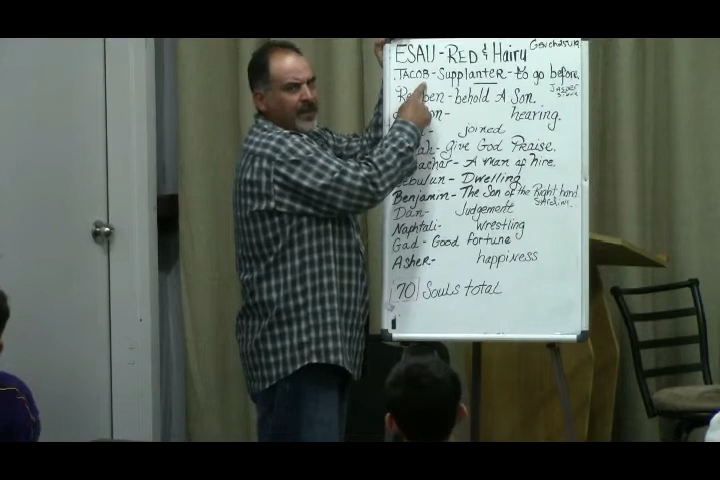 ESAU - RED & Hairy
JACOB - Supplanter - to go before.
Reuben - behold A Son.
hearing.
joined
give God Praise.
A man of hire.
Zebulun - Dwelling
Benjamin - The Son of the Right hand
Dan - Judgement
Naphtali - Wrestling
Gad = Good fortune
Asher - happiness
70 Souls total